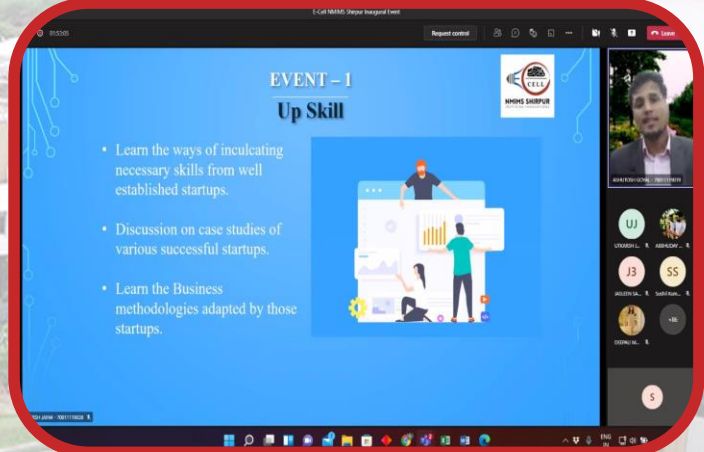 E-Cell NMIMS Shirpur Inaugural Event
01:53:05
Request control
Leave
EVENT – 1
Up Skill
E
CELL
NMIMS SHIRPUR
• Learn the ways of inculcating
necessary skills from well
established startups.
• Discussion on case studies of
various successful startups.
• Learn the Business
methodologies adapted by those
startups.
UJ
J3
SS
S
ENG
IN